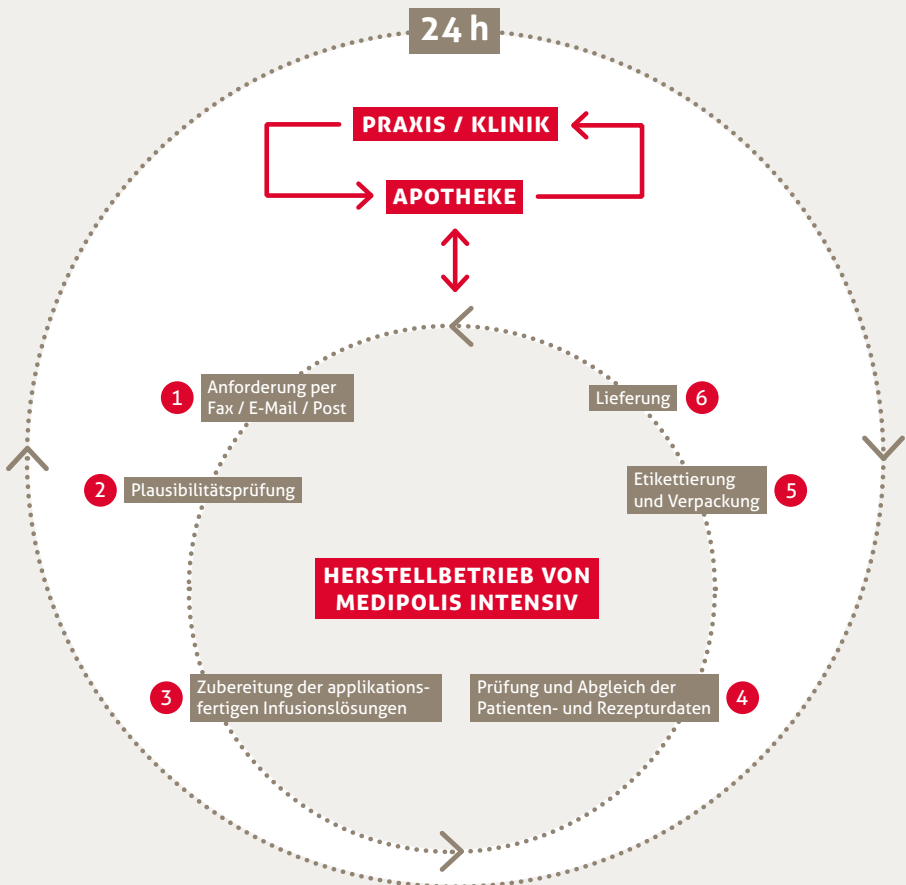 24 h
PRAXIS / KLINIK
APOTHEKE
1
Anforderung per
Fax / E-Mail / Post
2
Plausibilitätsprüfung
3
Zubereitung der applikations-
fertigen Infusionslösungen
4
Prüfung und Abgleich der
Patienten- und Rezepturdaten
5
Etikettierung
und Verpackung
6
Lieferung
HERSTELLBETRIEB VON
MEDIPOLIS INTENSIV